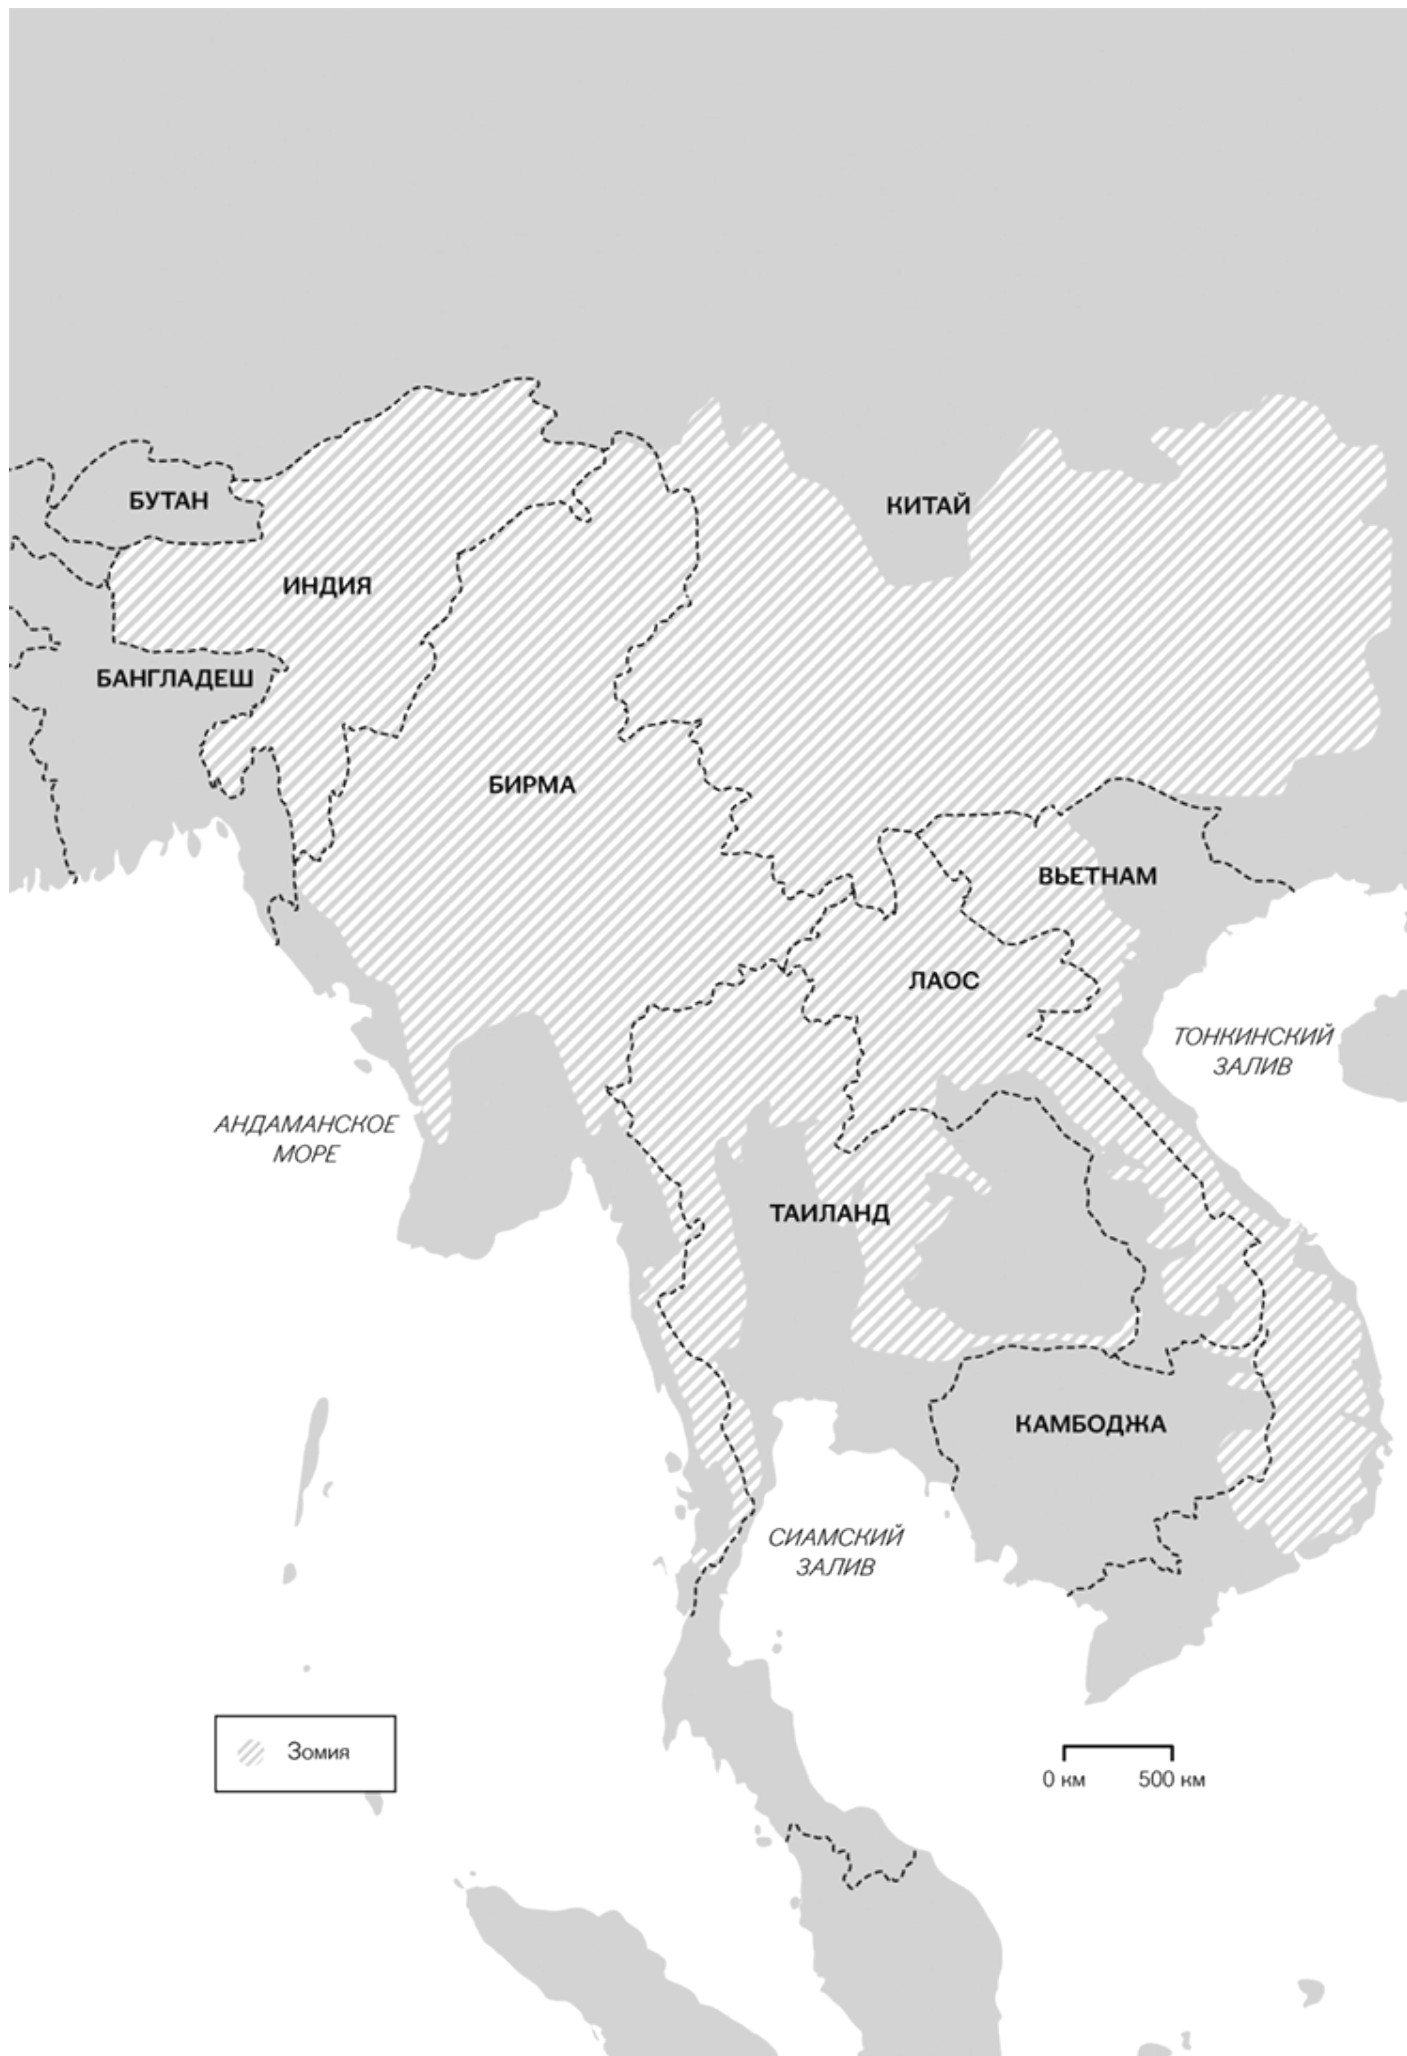 БУТАН
КИТАЙ
ИНДИЯ
БАНГЛАДЕШ
БИРМА
ВЬЕТНАМ
ЛАОС
ТОНКИНСКИЙ
ЗАЛИВ
АНДАМАНСКОЕ
МОРЕ
ТАИЛАНД
КАМБОДЖА
СИАМСКИЙ
ЗАЛИВ
Зомия
0 км 500 км